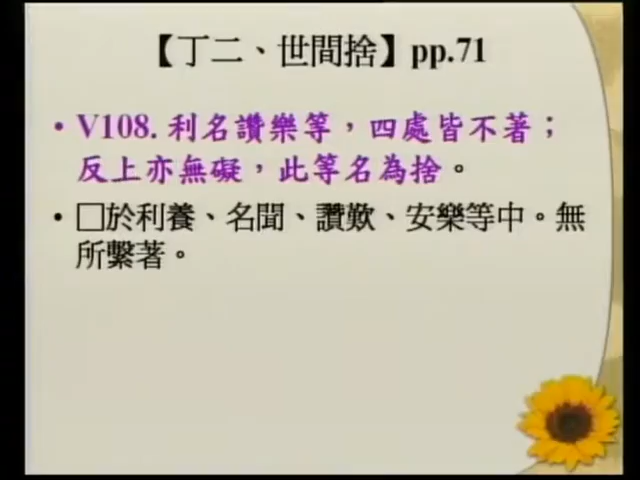 【丁二、世間捨】pp.71
• V108. 利名讚樂等，四處皆不著；
反上亦無礙，此等名為捨。
• □於利養、名聞、讚歎、安樂等中。無
所繫著。